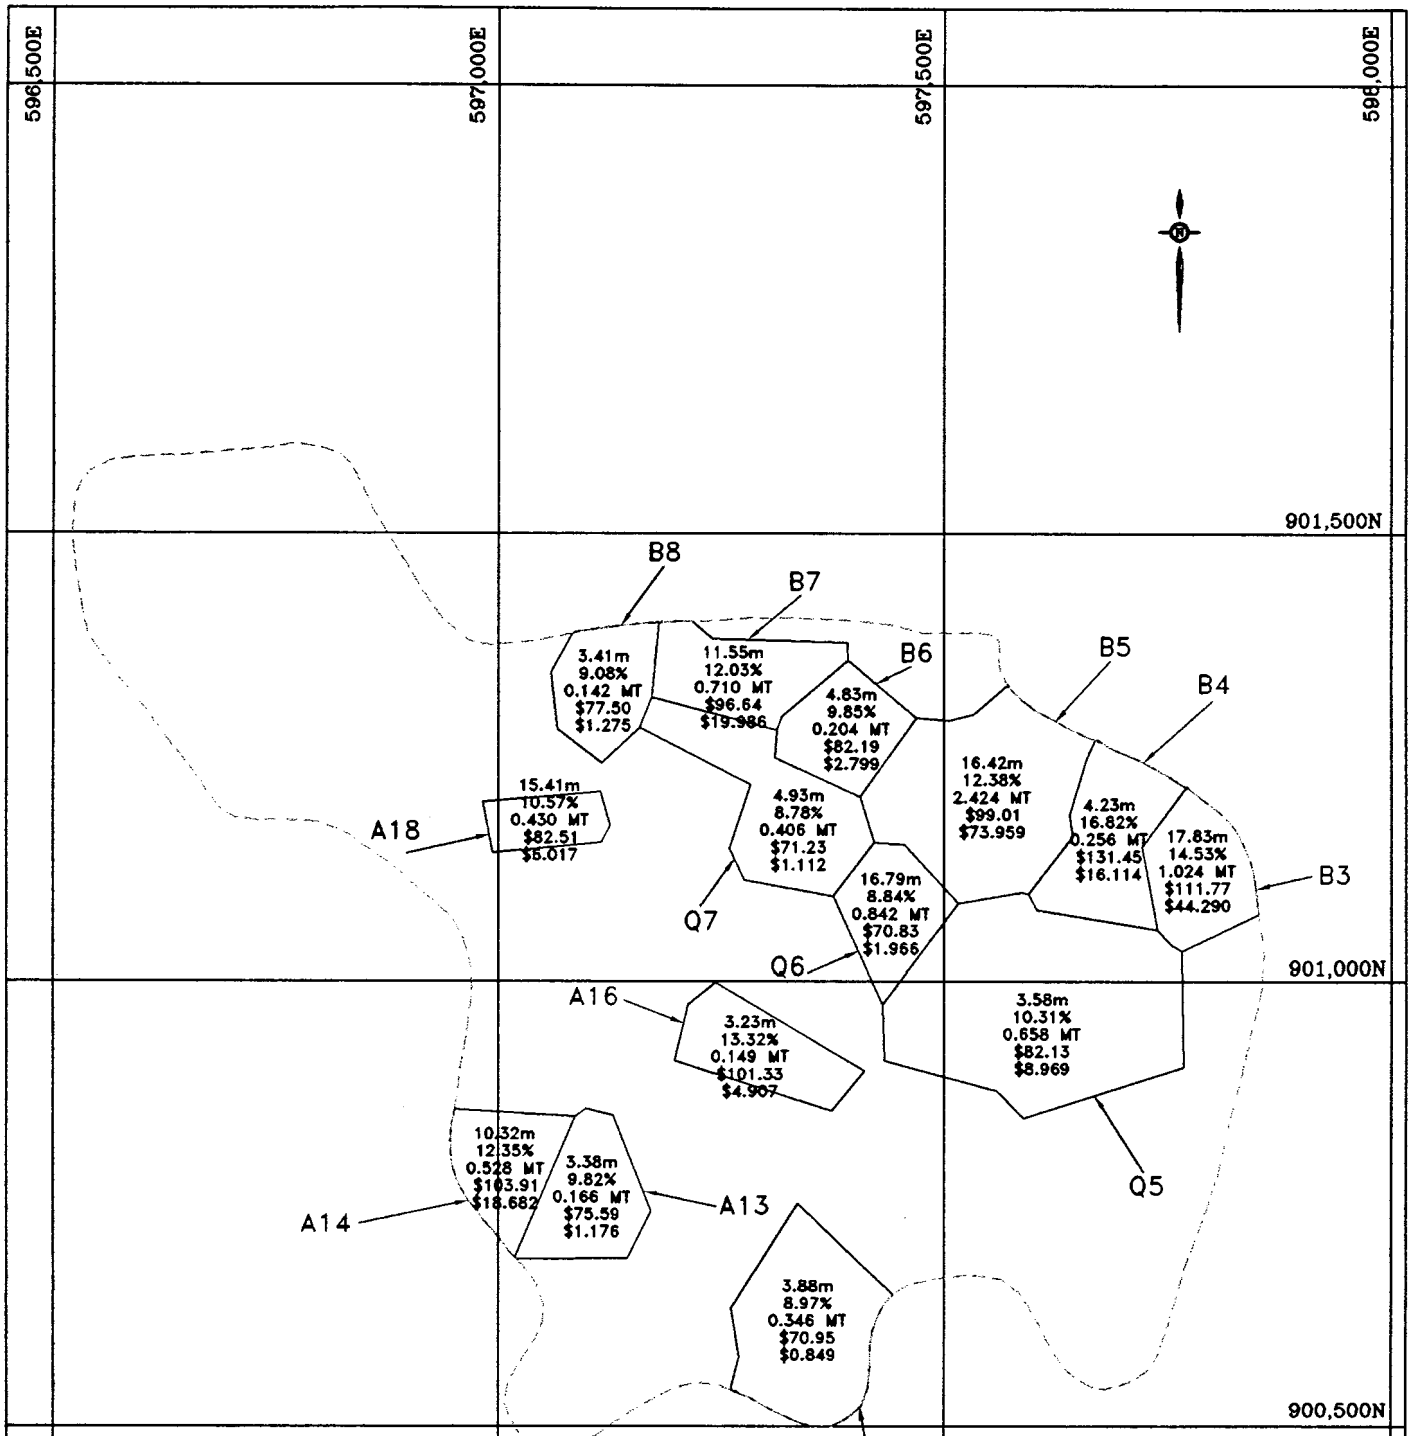 596,500E
597,000E
597,500E
598,000E
N
901,500N
B8
B7
B6
B5
B4
3.41m
9.08%
0.142 MT
$77.50
$1.275
11.55m
12.03%
0.710 MT
$96.64
$19.986
4.83m
9.85%
0.204 MT
$82.19
$2.799
16.42m
12.38%
2.424 MT
$99.01
$73.959
15.41m
10.57%
0.430 MT
$82.51
$6.017
A18
4.93m
8.78%
0.406 MT
$71.23
$1.112
4.23m
16.82%
0.256 MT
$131.45
$16.114
17.83m
14.53%
1.024 MT
$111.77
$44.290
B3
16.79m
8.84%
0.842 MT
$70.83
$1.966
Q7
Q6
901,000N
A16
3.23m
13.32%
0.149 MT
$101.33
$4.907
3.58m
10.31%
0.658 MT
$82.13
$8.969
Q5
10.32m
12.35%
0.528 MT
$103.91
$18.682
3.38m
9.82%
0.166 MT
$75.59
$1.176
A13
A14
3.88m
8.97%
0.346 MT
$70.95
$0.849
900,500N